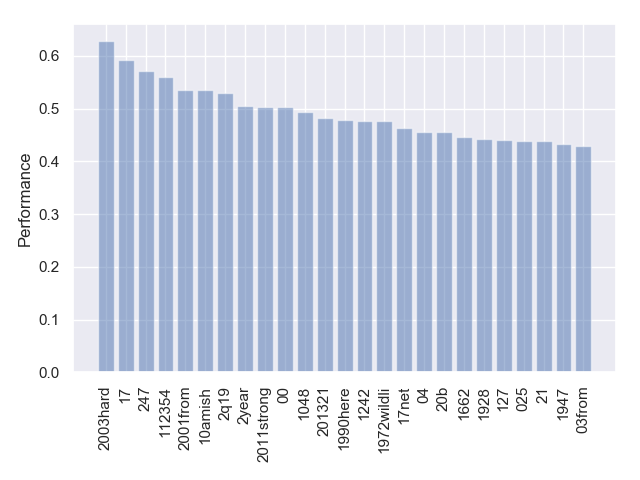 Performance
0.6
0.5
0.4
0.3
0.2
0.1
0.0
2003hard
17
247
112354
2001from
10amish
2q19
2year
2011strong
00
1048
201321
1990here
1242
1972wildli
17net
04
20b
1662
1928
127
025
21
1947
03from